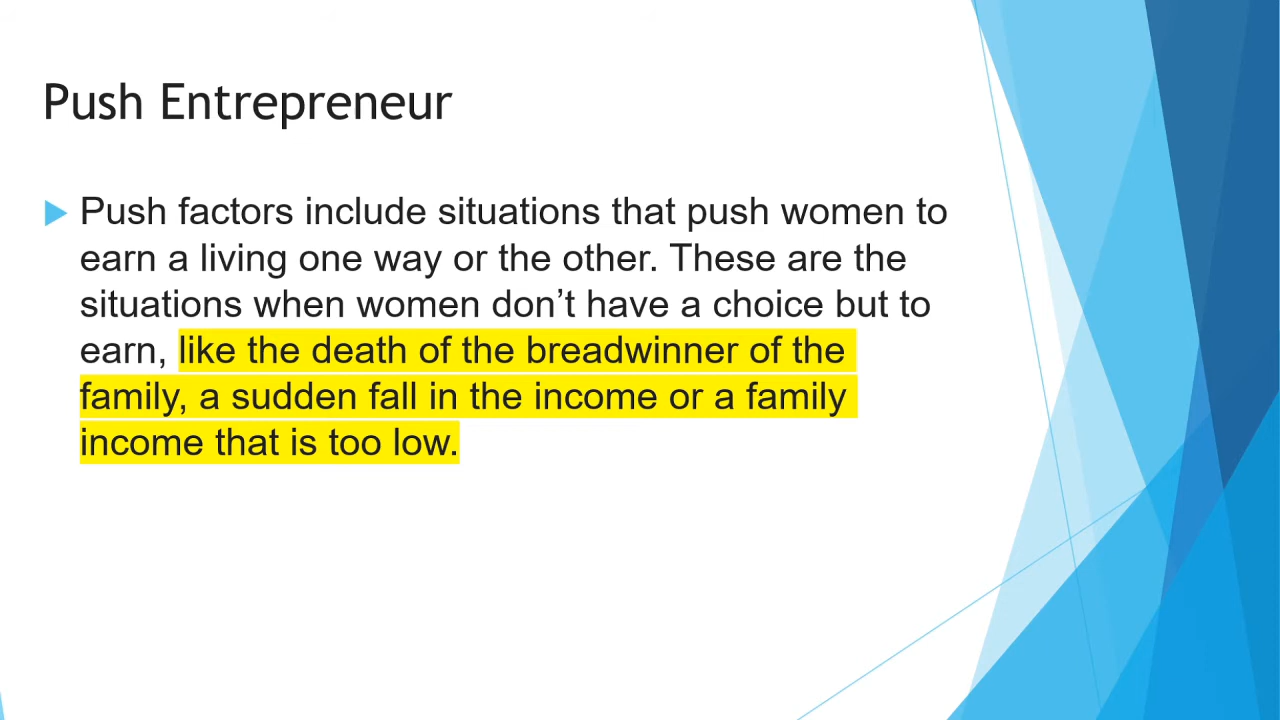 Push Entrepreneur
Push factors include situations that push women to
earn a living one way or the other. These are the
situations when women don’t have a choice but to
earn, like the death of the breadwinner of the
family, a sudden fall in the income or a family
income that is too low.